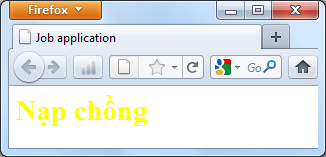 Firefox
Job application
Go
Nạp chồng